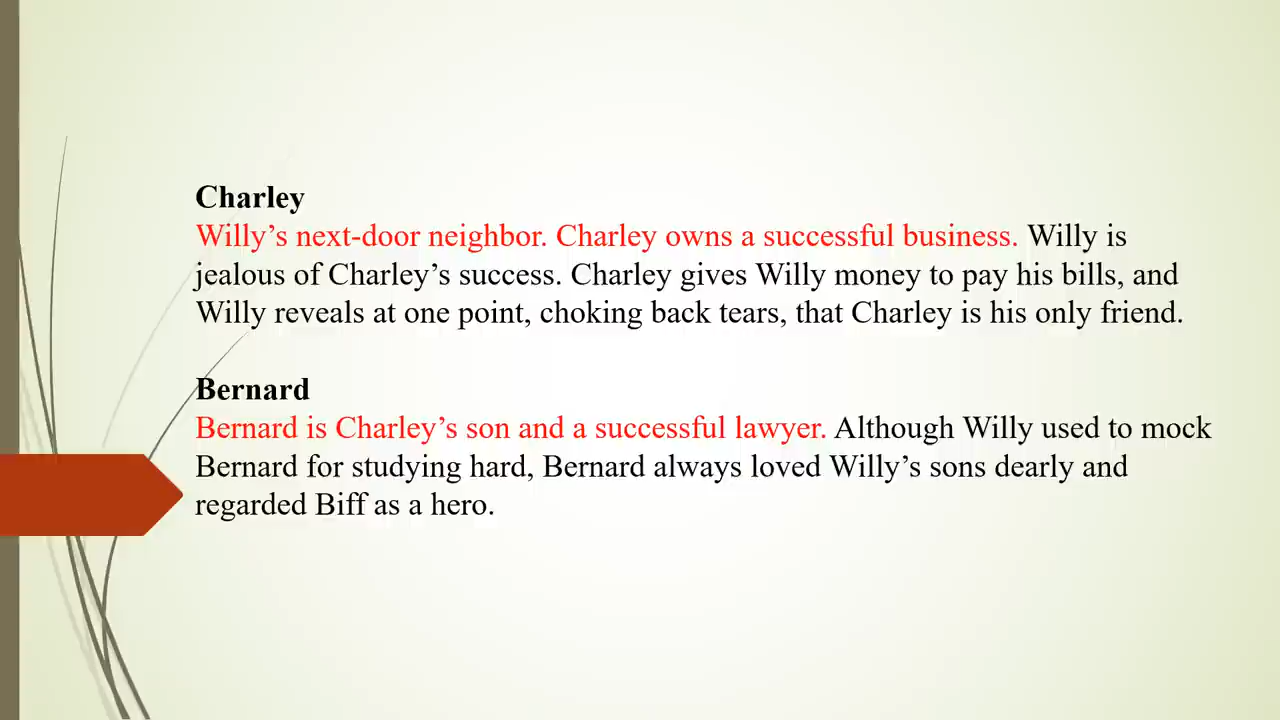 Charley
Willy’s next-door neighbor. Charley owns a successful business. Willy is
jealous of Charley’s success. Charley gives Willy money to pay his bills, and
Willy reveals at one point, choking back tears, that Charley is his only friend.
Bernard
Bernard is Charley’s son and a successful lawyer. Although Willy used to mock
Bernard for studying hard, Bernard always loved Willy’s sons dearly and
regarded Biff as a hero.